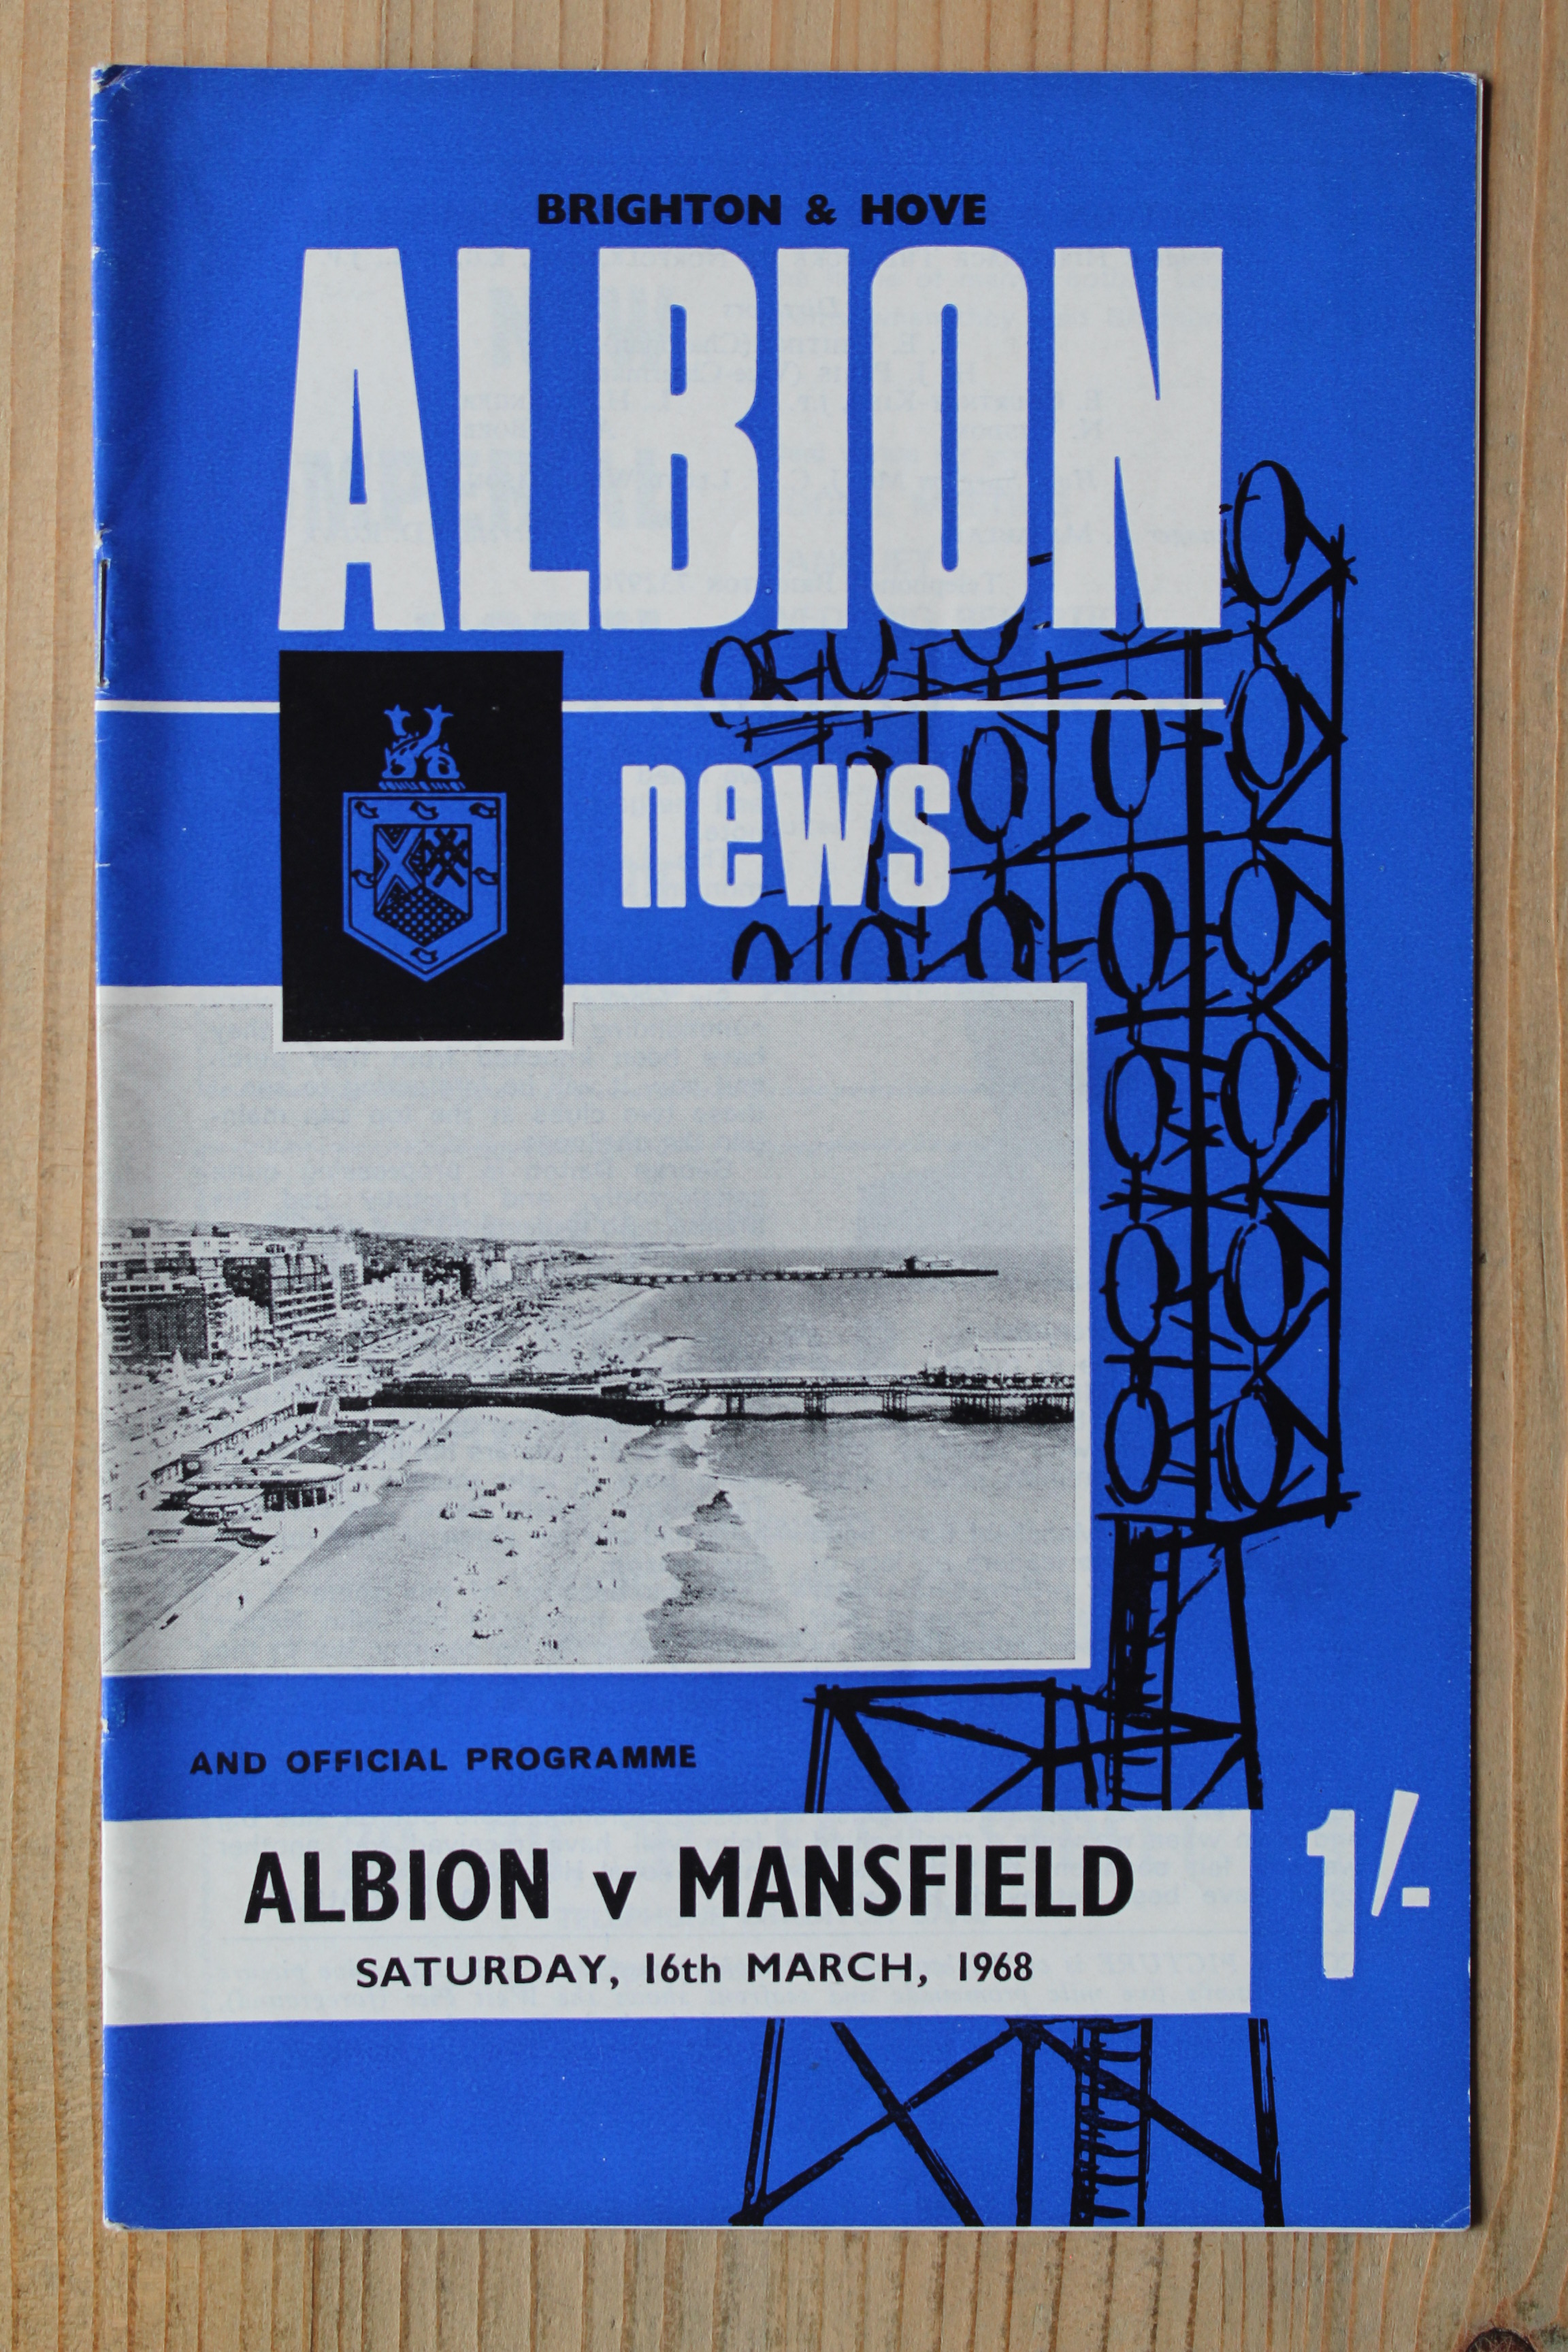 BRIGHTON & HOVE
ALBION
news
AND OFFICIAL PROGRAMME
ALBION v MANSFIELD
SATURDAY, 16th MARCH, 1968
1/-